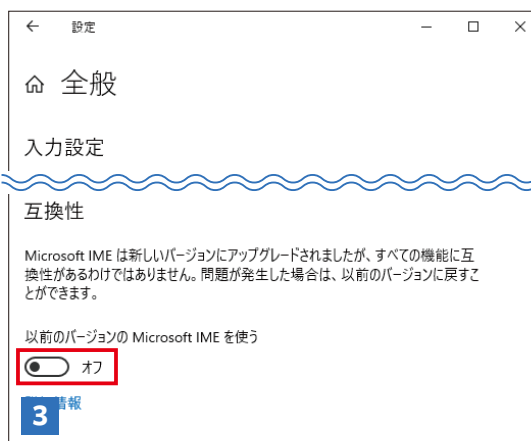 設定
全般
入力設定
互換性
Microsoft IME は新しいバージョンにアップグレードされましたが、すべての機能に互
換性があるわけではありません。問題が発生した場合は、以前のバージョンに戻すこ
とができます。
以前のバージョンの Microsoft IME を使う
オフ
情報
3